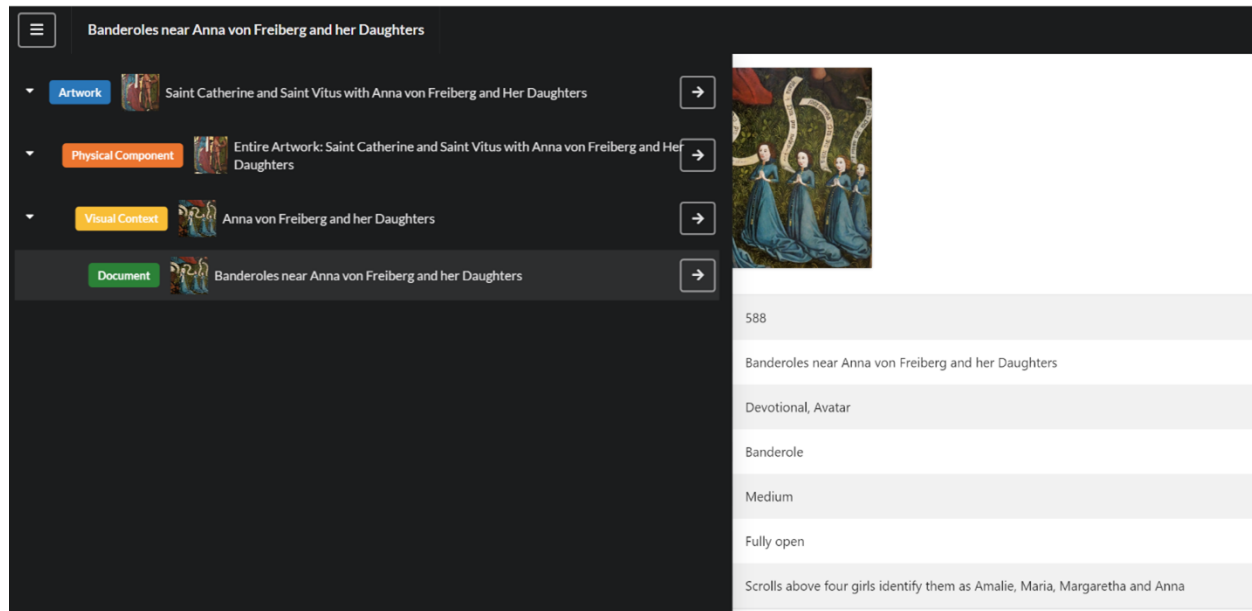 Banderoles near Anna von Freiberg and her Daughters
Artwork
Saint Catherine and Saint Vitus with Anna von Freiberg and Her Daughters
Physical Component
Entire Artwork: Saint Catherine and Saint Vitus with Anna von Freiberg and Her
Daughters
Visual Context
Anna von Freiberg and her Daughters
Document
Banderoles near Anna von Freiberg and her Daughters
588
Banderoles near Anna von Freiberg and her Daughters
Devotional, Avatar
Banderole
Medium
Fully open
Scrolls above four girls identify them as Amalie, Maria, Margaretha and Anna